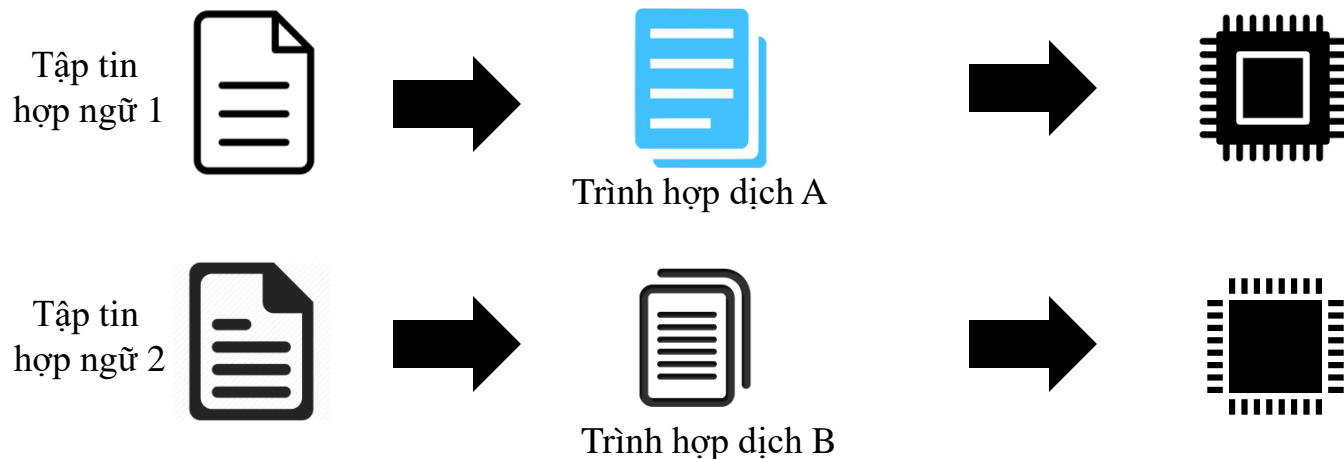 Tập tin
hợp ngữ 1
Trình hợp dịch A
Tập tin
hợp ngữ 2
Trình hợp dịch B